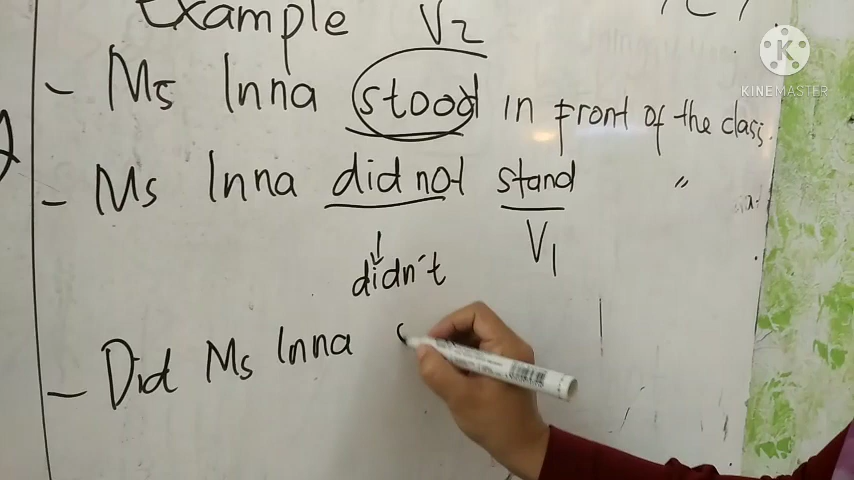 Example V2
K
KINEMASTER
- Ms Inna stood in front of the class.
- Ms Inna did not stand "
V1
didn't
- Did Ms Inna